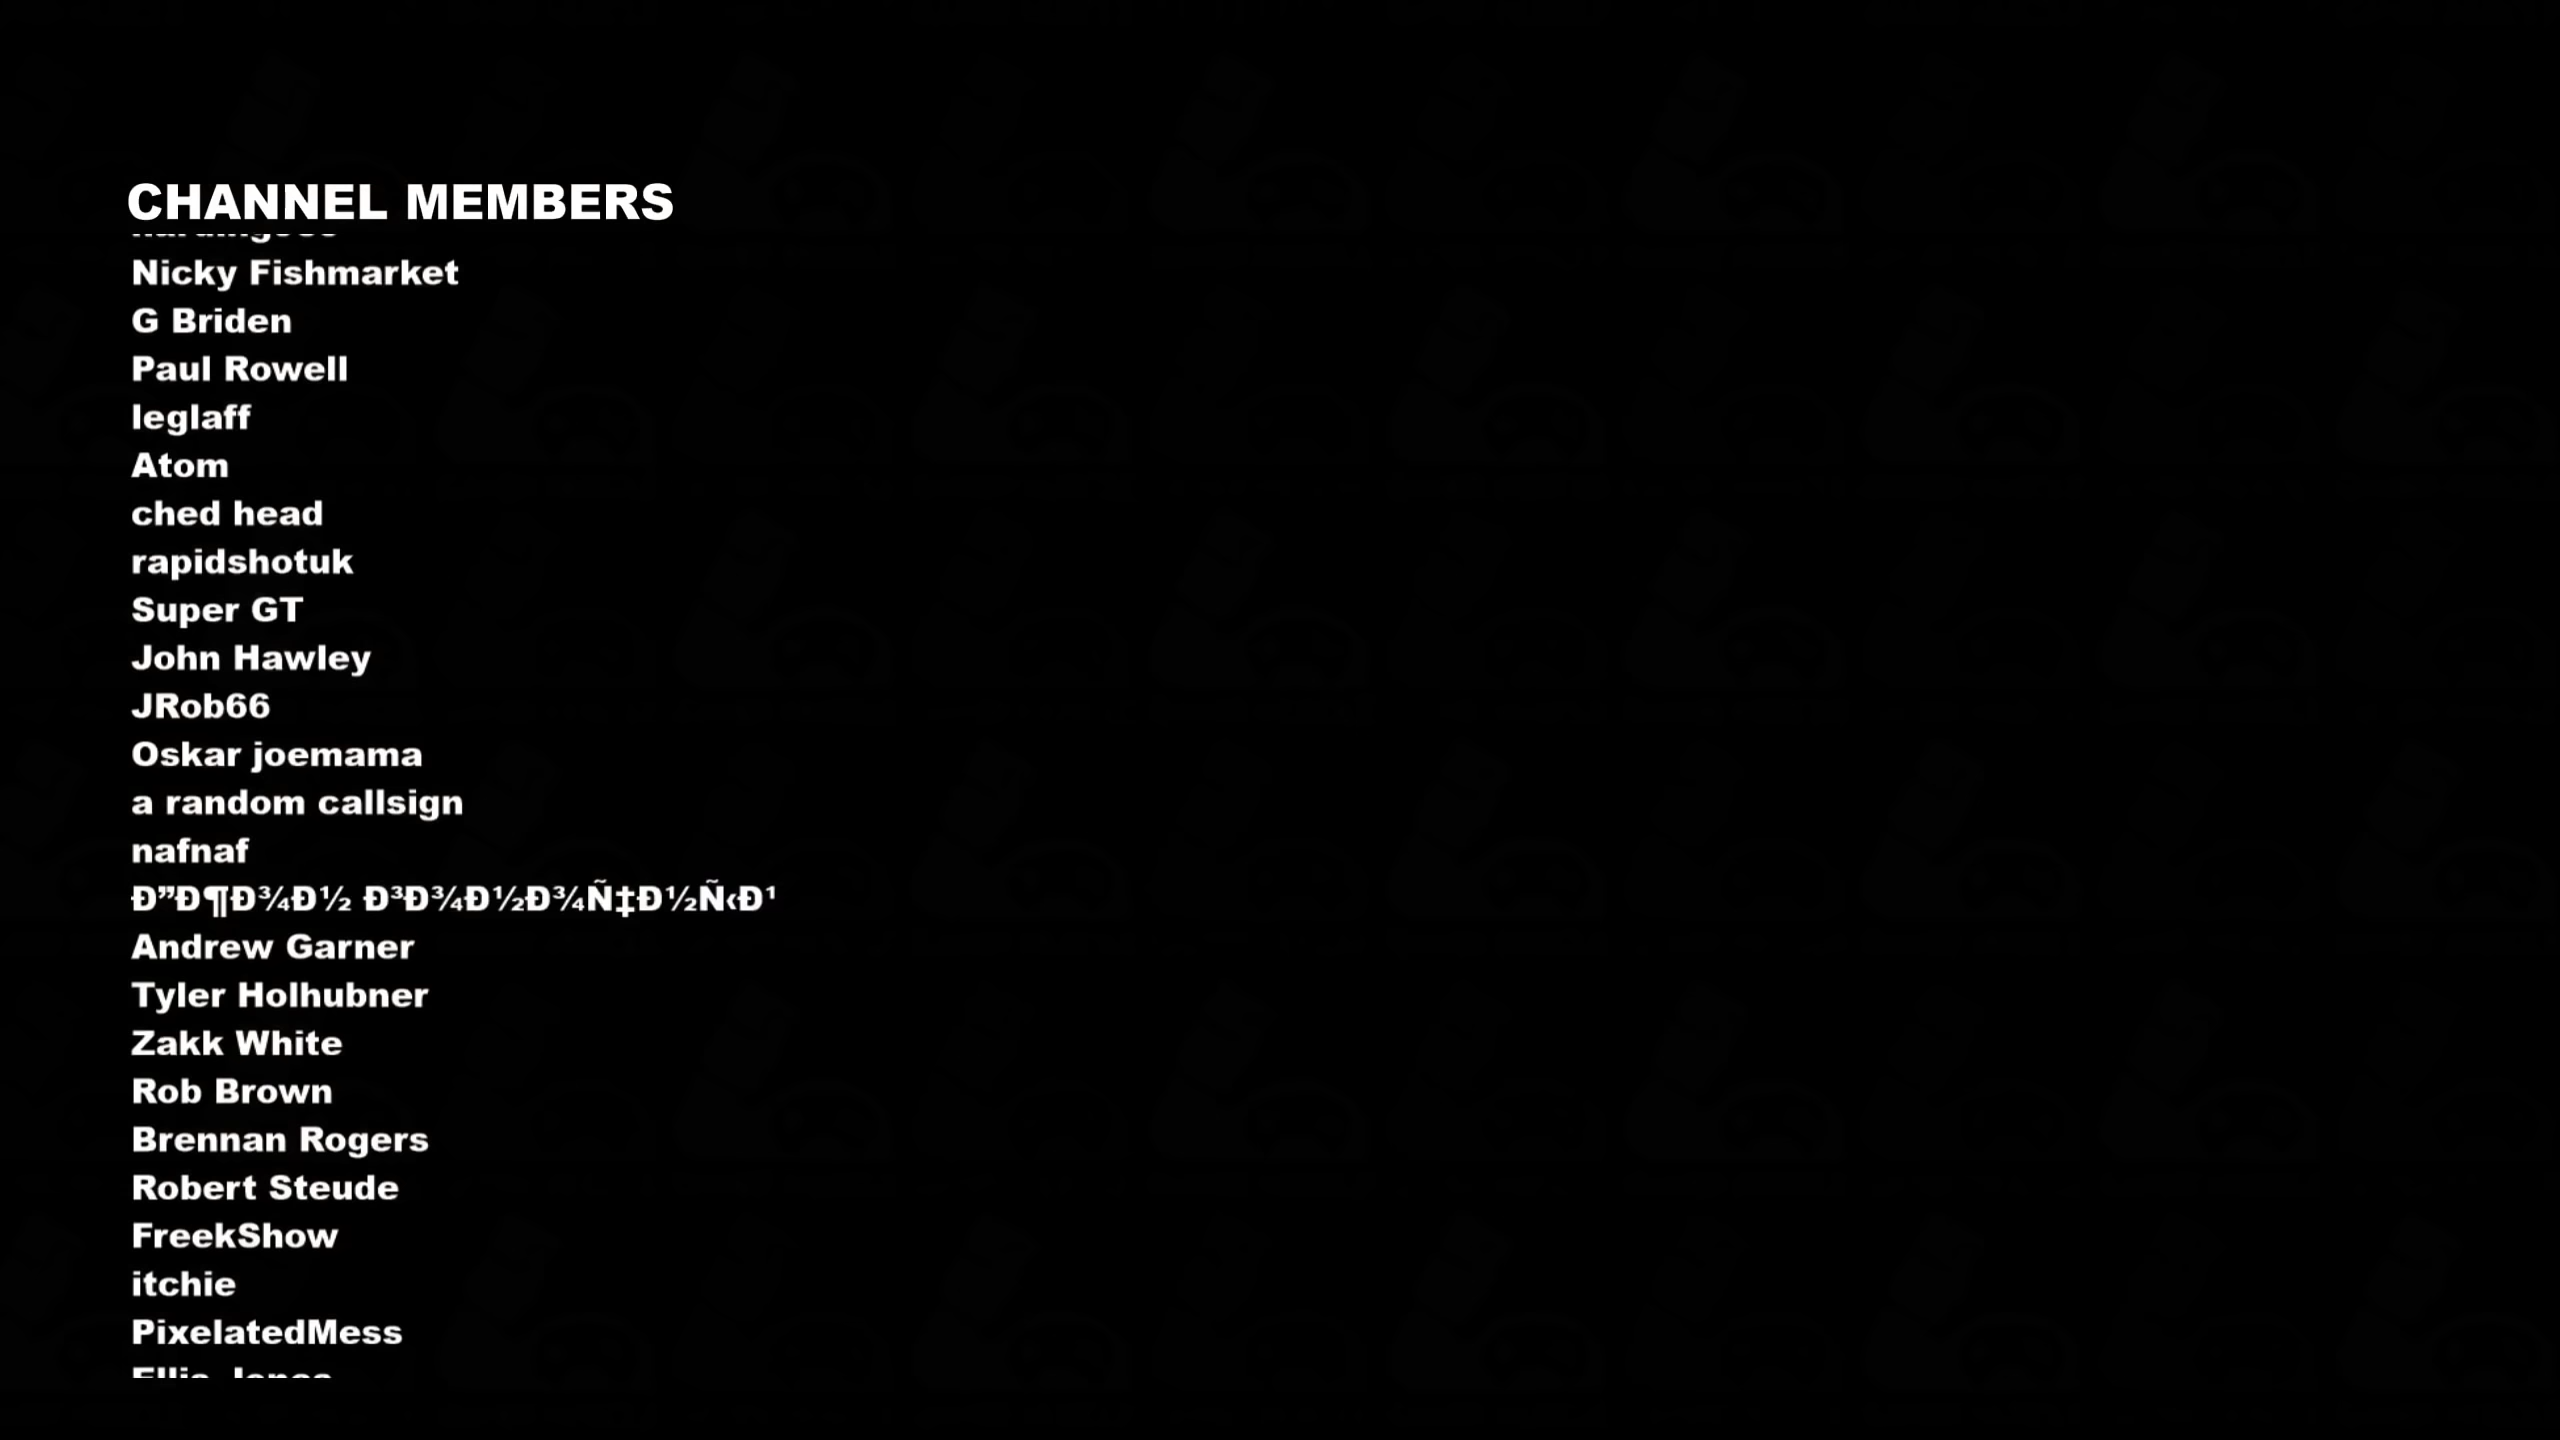 CHANNEL MEMBERS
Nicky Fishmarket
G Briden
Paul Rowell
leglaff
Atom
ched head
rapidshotuk
Super GT
John Hawley
JRob66
Oskar joemama
a random callsign
nafnaf
Ð”Ð¶Ð¾Ð½ Ð³Ð¾Ð½Ð¾Ñ‡Ð½Ñ‹Ð¹
Andrew Garner
Tyler Holhubner
Zakk White
Rob Brown
Brennan Rogers
Robert Steude
FreekShow
itchie
PixelatedMess